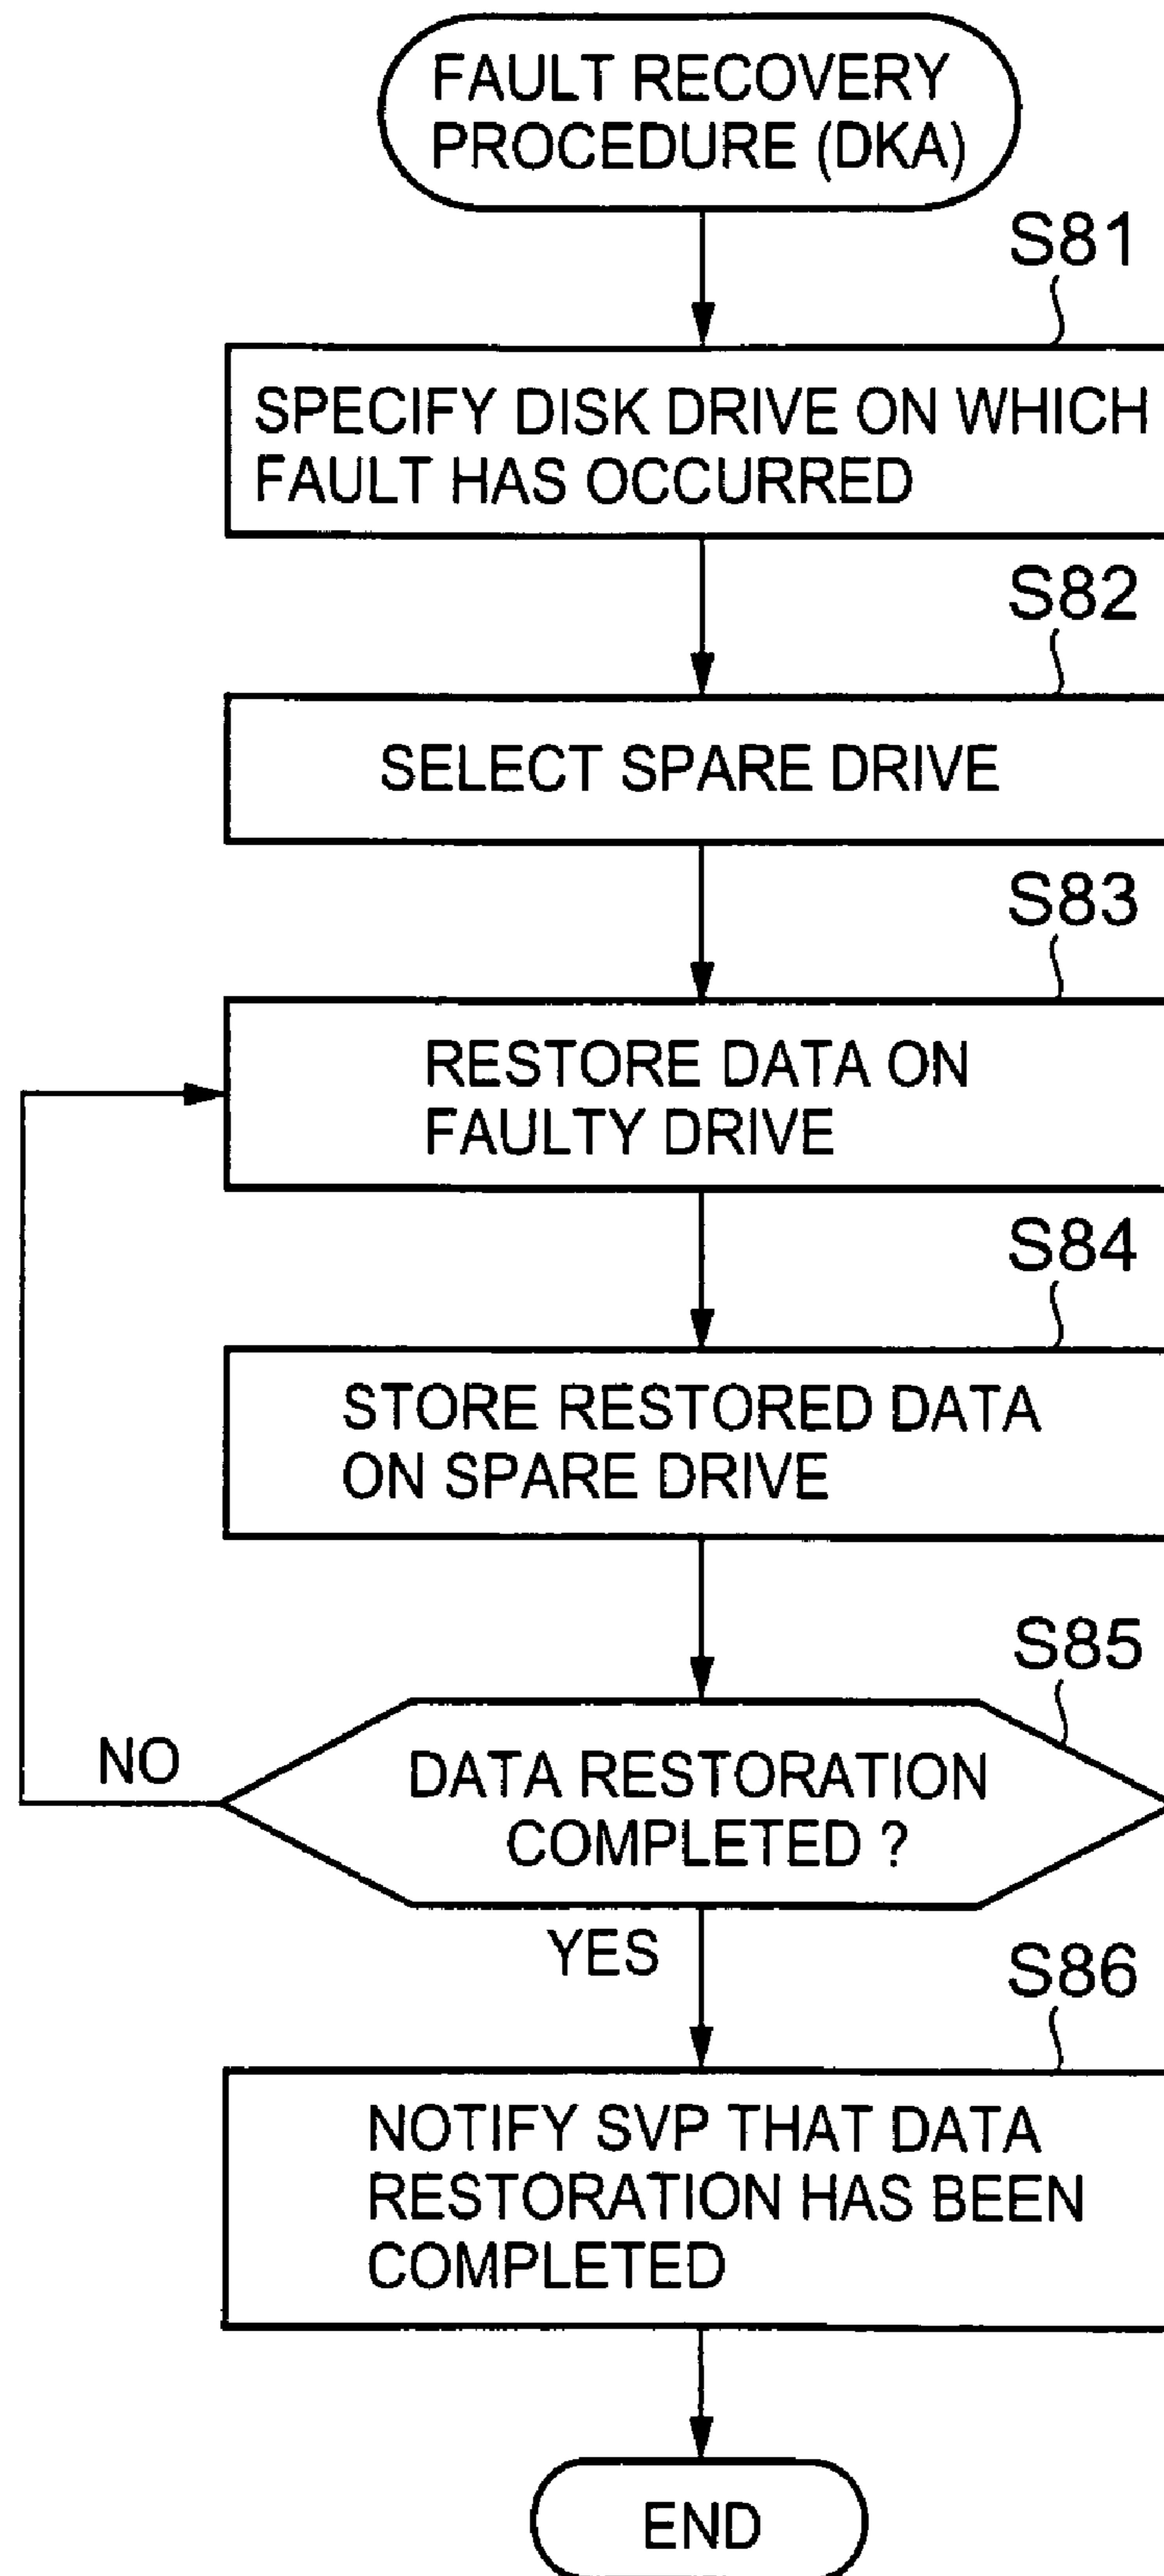 FAULT RECOVERY
PROCEDURE (DKA)
S81
SPECIFY DISK DRIVE ON WHICH
FAULT HAS OCCURRED
S82
SELECT SPARE DRIVE
S83
RESTORE DATA ON
FAULTY DRIVE
S84
STORE RESTORED DATA
ON SPARE DRIVE
S85
NO
DATA RESTORATION
COMPLETED ?
YES
S86
NOTIFY SVP THAT DATA
RESTORATION HAS BEEN
COMPLETED
END